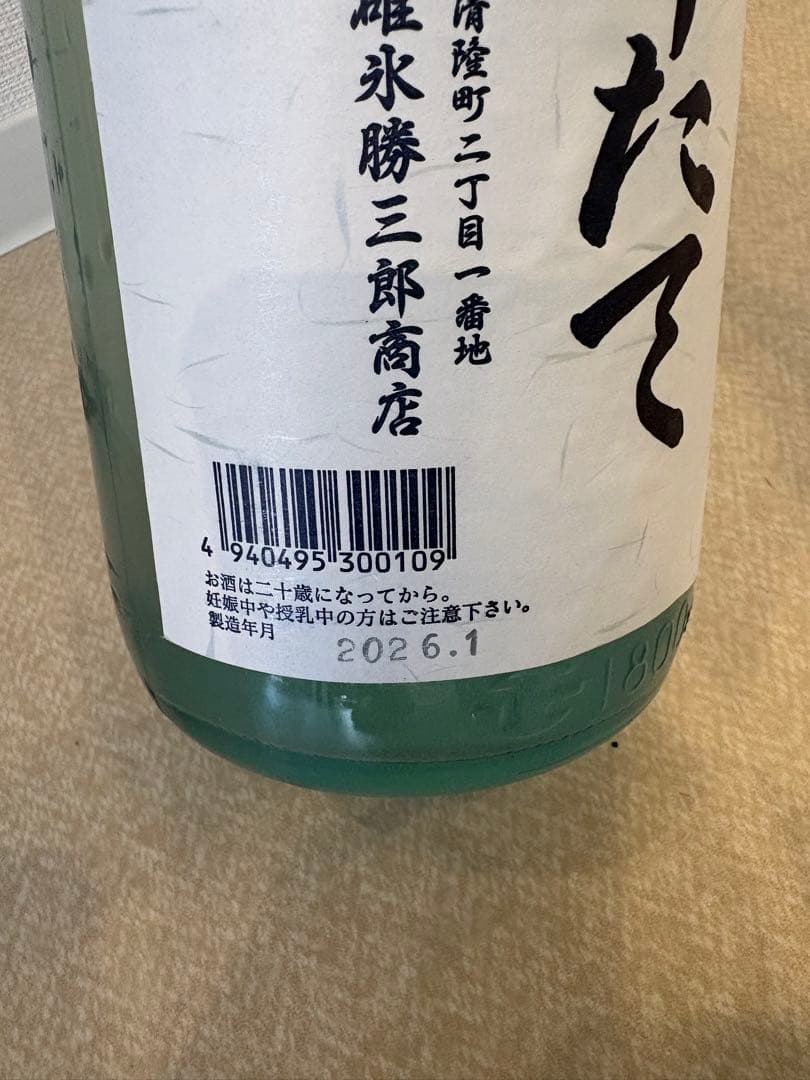 たて
清隆町二丁目一番地
碓氷勝三郎商店
4 940495 300109
お酒は二十歳になってから。
妊娠中や授乳中の方はご注意下さい。
製造年月 2026.1